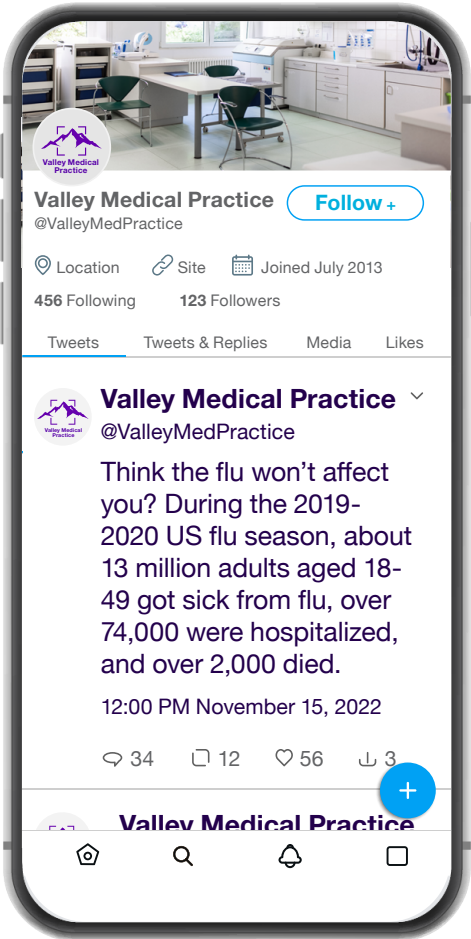 Valley Medical
Practice
Valley Medical Practice
Follow +
@ValleyMedPractice
Location
Site
Joined July 2013
456 Following
123 Followers
Tweets
Tweets & Replies
Media
Likes
Valley Medical Practice
@ValleyMedPractice
Valley Medical
Practice
Think the flu won’t affect
you? During the 2019-
2020 US flu season, about
13 million adults aged 18-
49 got sick from flu, over
74,000 were hospitalized,
and over 2,000 died.
12:00 PM November 15, 2022
34
12
56
3
+
Valley Medical Practice